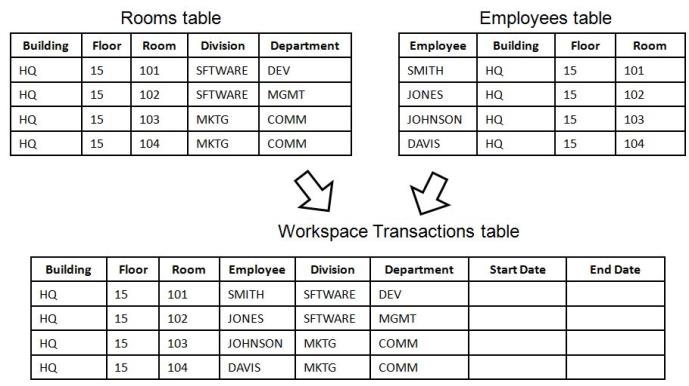 Rooms table
Building Floor Room Division Department
HQ 15 101 SFTWARE DEV
HQ 15 102 SFTWARE MGMT
HQ 15 103 MKTG COMM
HQ 15 104 MKTG COMM
Employees table
Employee Building Floor Room
SMITH HQ 15 101
JONES HQ 15 102
JOHNSON HQ 15 103
DAVIS HQ 15 104
Workspace Transactions table
Building Floor Room Employee Division Department Start Date End Date
HQ 15 101 SMITH SFTWARE DEV
HQ 15 102 JONES SFTWARE MGMT
HQ 15 103 JOHNSON MKTG COMM
HQ 15 104 DAVIS MKTG COMM